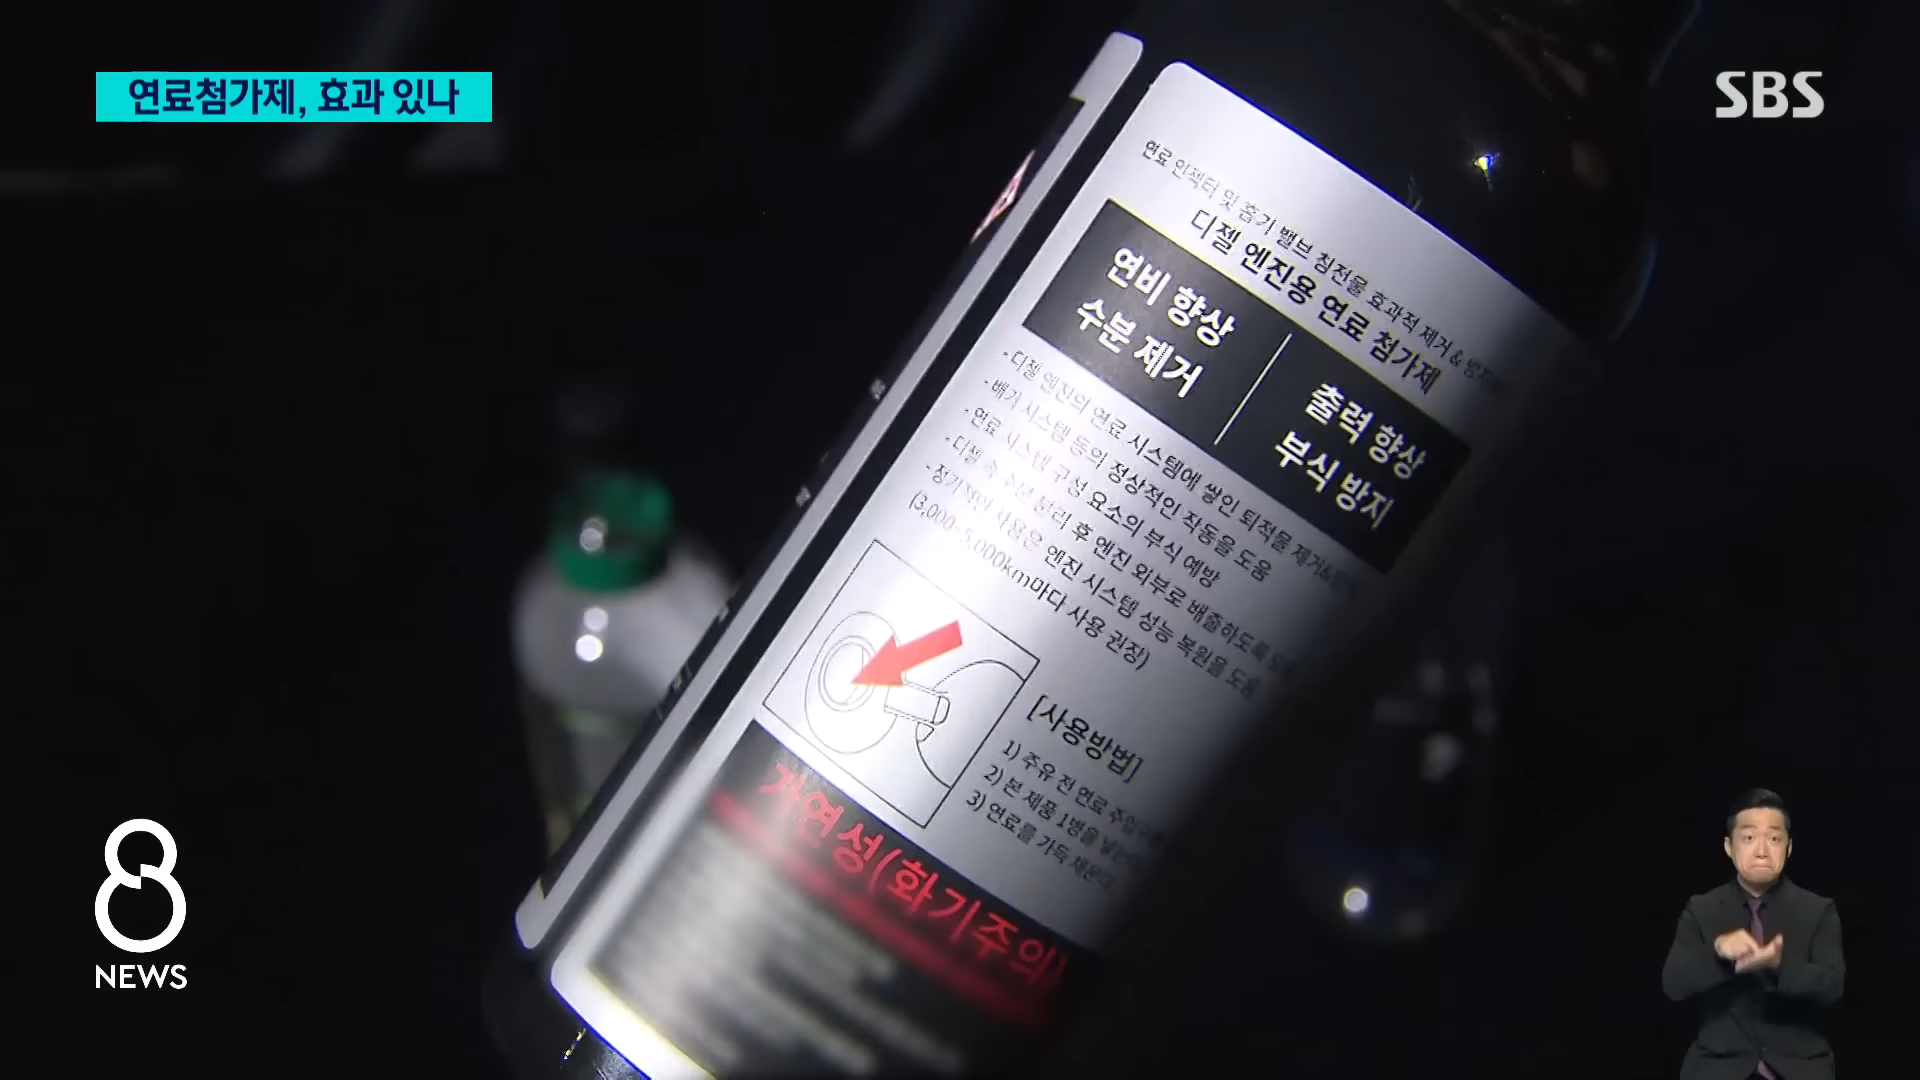 연료첨가제, 효과 있나
SBS
연료 인젝터 및 흡기 밸브 침전물 효과적 제거 & 방지
디젤 엔진용 연료 첨가제
연비 향상
수분 제거
출력 향상
부식 방지
- 디젤 엔진의 연료 시스템에 쌓인 퇴적물 제거&
- 배기 시스템 등의 정상적인 작동을 도움
- 연료 시스템 구성 요소의 부식 예방
- 디젤 속 수분 분리 후 엔진 외부로 배출하도록
- 정기적인 사용은 엔진 시스템 성능 복원을 도움
(3,000~5,000km마다 사용 권장)
[사용방법]
1) 주유 전 연료 주입
2) 본 제품 1병을
3) 연료를 가득 채운다
가연성(화기주의)
8
NEWS